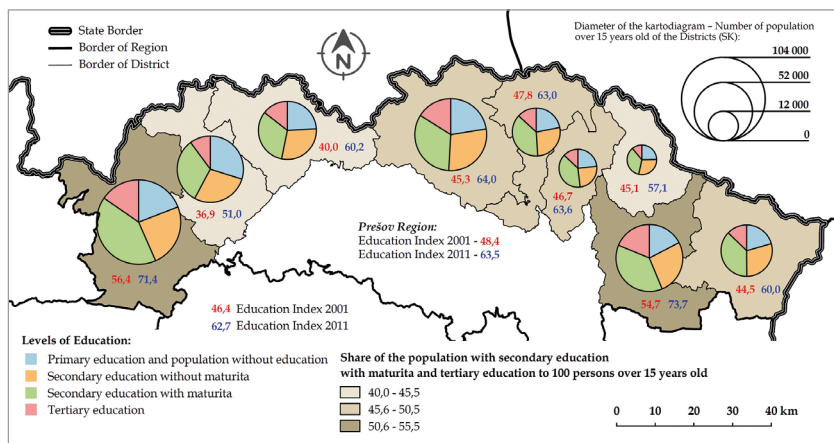 State Border
Border of Region
Border of District
N
Diameter of the kartodiagram – Number of population
over 15 years old of the Districts (SK):
104 000
52 000
12 000
0
47,8 63,0
40,0 60,2
45,3 64,0
46,7
63,6
45,1 57,1
36,9 51,0
56,4 71,4
54,7 73,7
44,5 60,0
Prešov Region:
Education Index 2001 - 48,4
Education Index 2011 - 63,5
46,4 Education Index 2001
62,7 Education Index 2011
Levels of Education:
Primary education and population without education
Secondary education without maturita
Secondary education with maturita
Tertiary education
Share of the population with secondary education
with maturita and tertiary education to 100 persons over 15 years old
40,0 - 45,5
45,6 - 50,5
50,6 - 55,5
0 10 20 30 40 km